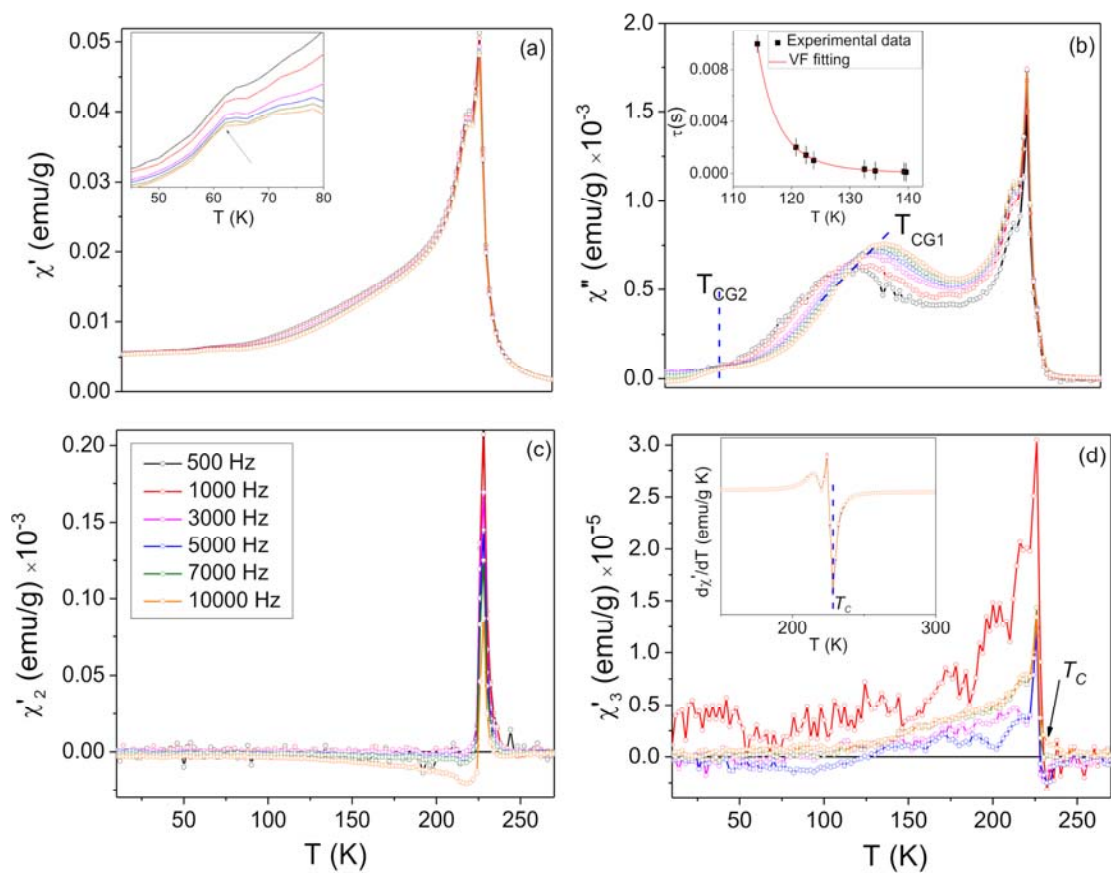 (a)
χ' (emu/g)
0.05
0.04
0.03
0.02
0.01
0.00
50 60 70 80
T (K)
(b)
χ'' (emu/g) ×10⁻³
2.0
1.5
1.0
0.5
0.0
Experimental data
VF fitting
τ(s)
0.008
0.004
0.000
110 120 130 140
T (K)
T_CG1
T_CG2
(c)
χ'₂ (emu/g) ×10⁻³
0.20
0.15
0.10
0.05
0.00
500 Hz
1000 Hz
3000 Hz
5000 Hz
7000 Hz
10000 Hz
50 100 150 200 250
T (K)
(d)
χ'₃ (emu/g) ×10⁻⁵
3.0
2.5
2.0
1.5
1.0
0.5
0.0
dχ'/dT (emu/g K)
T_C
200 300
T (K)
T_C
50 100 150 200 250
T (K)